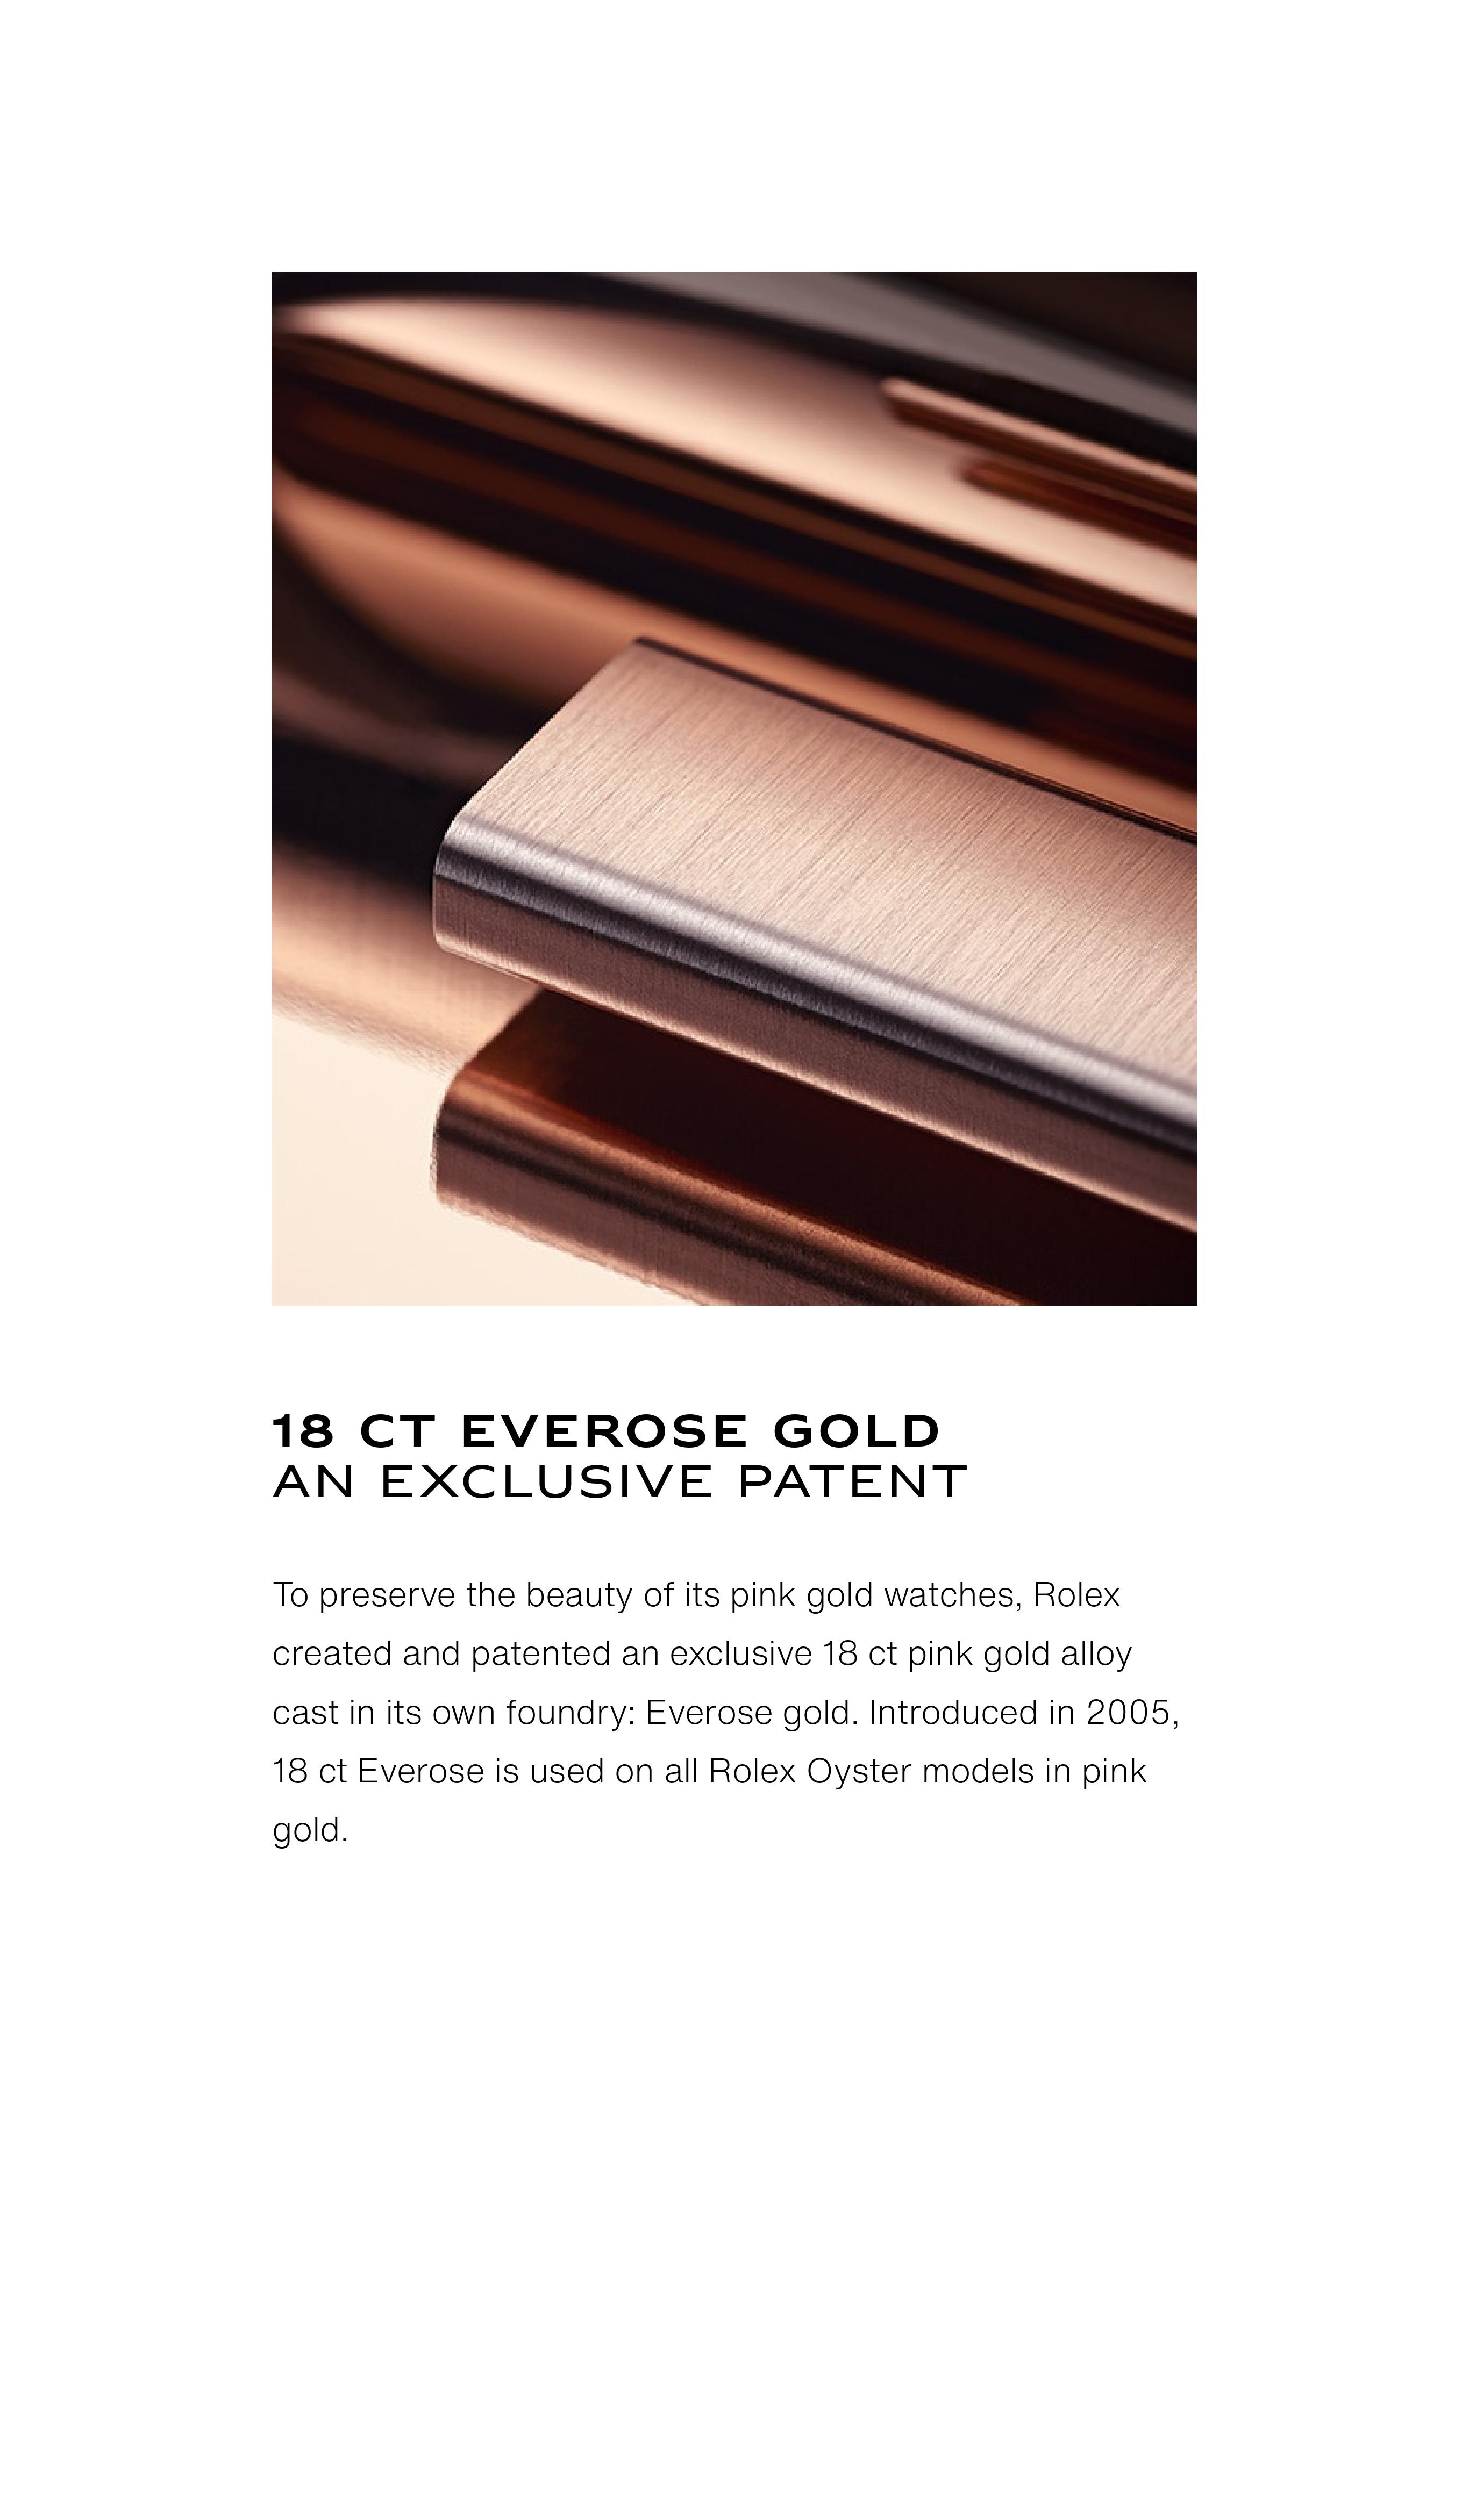 18 CT EVEROSE GOLD
AN EXCLUSIVE PATENT
To preserve the beauty of its pink gold watches, Rolex
created and patented an exclusive 18 ct pink gold alloy
cast in its own foundry: Everose gold. Introduced in 2005,
18 ct Everose is used on all Rolex Oyster models in pink
gold.